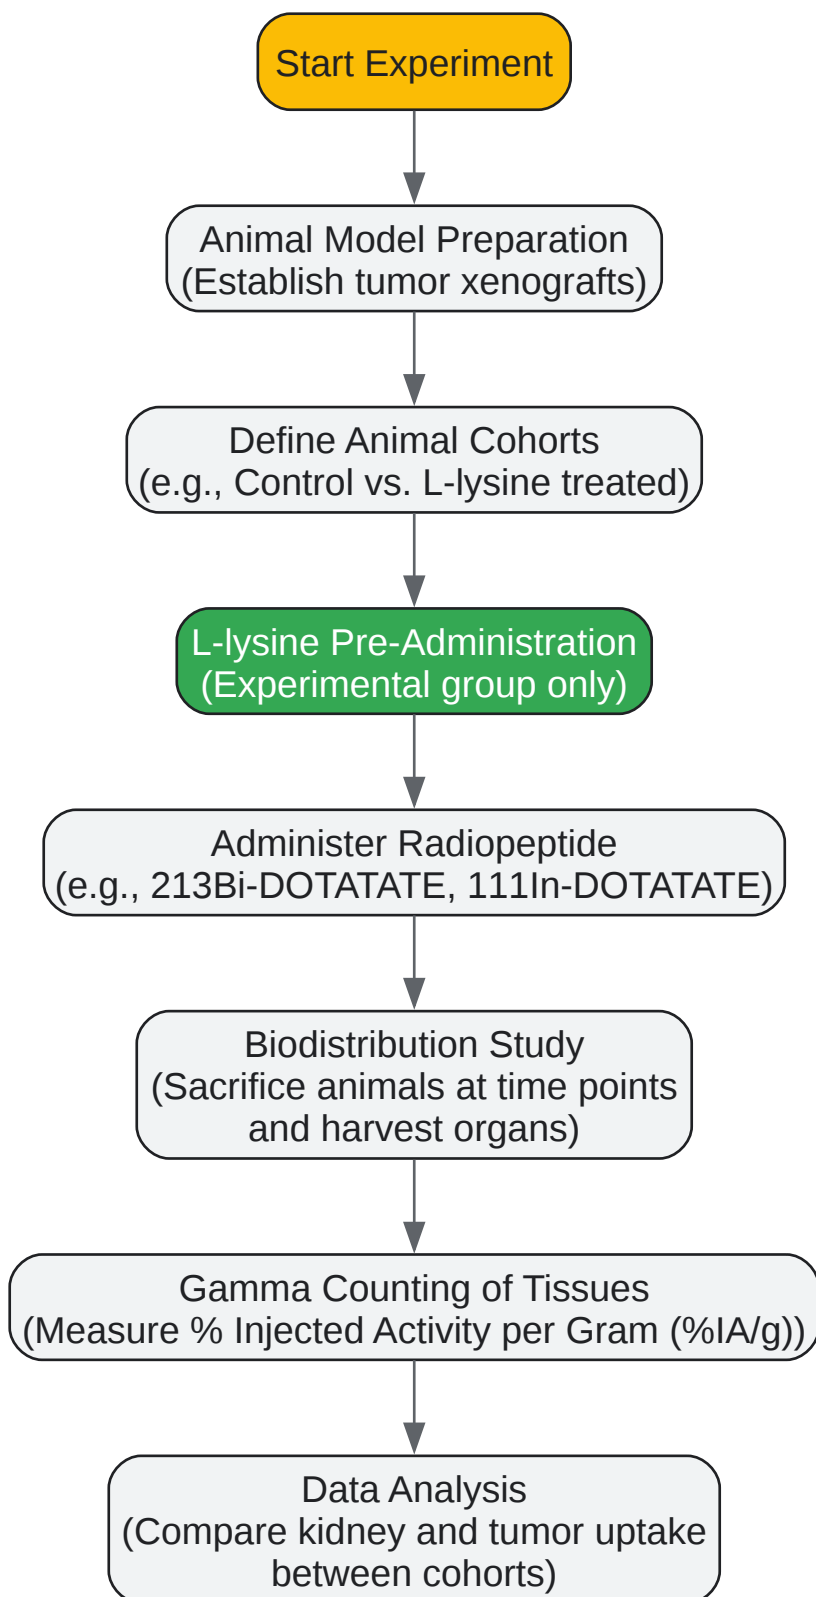 Start Experiment
Animal Model Preparation
(Establish tumor xenografts)
Define Animal Cohorts
(e.g., Control vs. L-lysine treated)
L-lysine Pre-Administration
(Experimental group only)
Administer Radiopeptide
(e.g., 213Bi-DOTATATE, 111In-DOTATATE)
Biodistribution Study
(Sacrifice animals at time points
and harvest organs)
Gamma Counting of Tissues
(Measure % Injected Activity per Gram (%IA/g))
Data Analysis
(Compare kidney and tumor uptake
between cohorts)